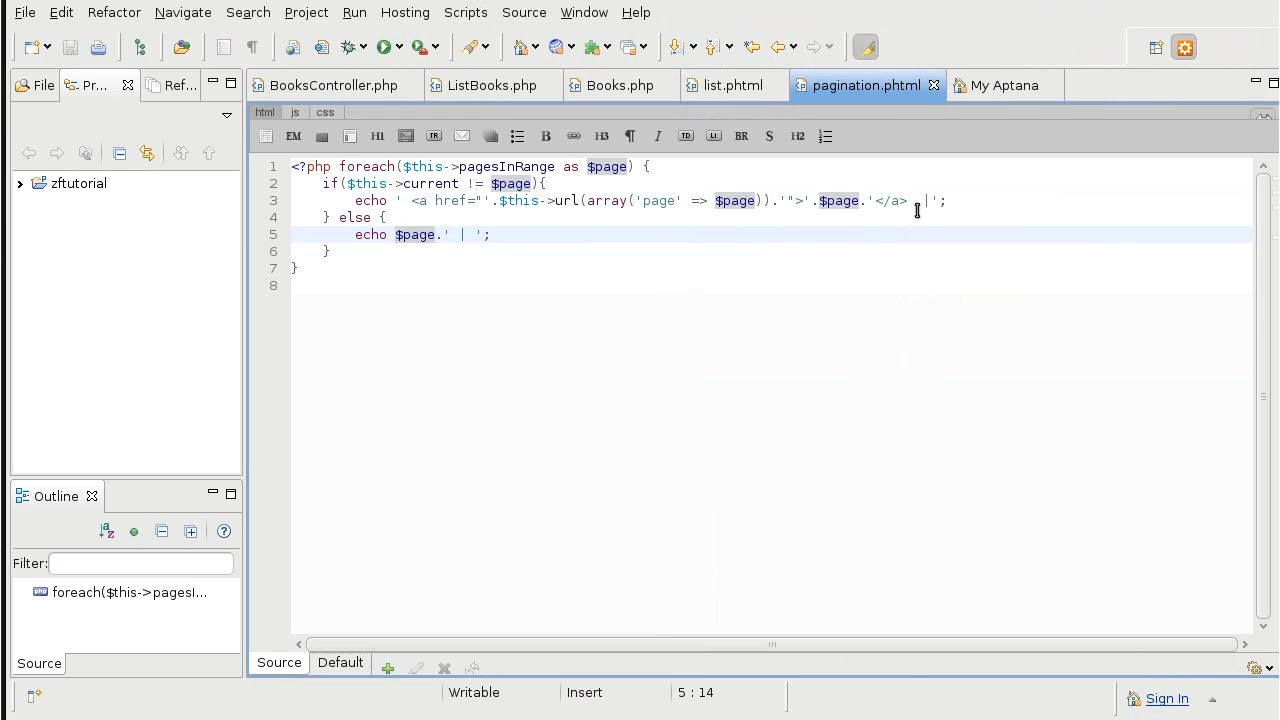 File Edit Refactor Navigate Search Project Run Hosting Scripts Source Window Help
File Pr... Ref...
BooksController.php ListBooks.php Books.php list.phtml pagination.phtml My Aptana
html js css
EM H1 TR B H3 ¶ I TD LI BR S H2
zftutorial
1 <?php foreach($this->pagesInRange as $page) {
2 if($this->current != $page){
3 echo ' <a href="'.$this->url(array('page' => $page)).'">'.$page.'</a> |';
4 } else {
5 echo $page.' | ';
6 }
7 }
8
Outline
Filter:
foreach($this->pagesI...
Source
Source Default
Writable Insert 5 : 14
Sign In